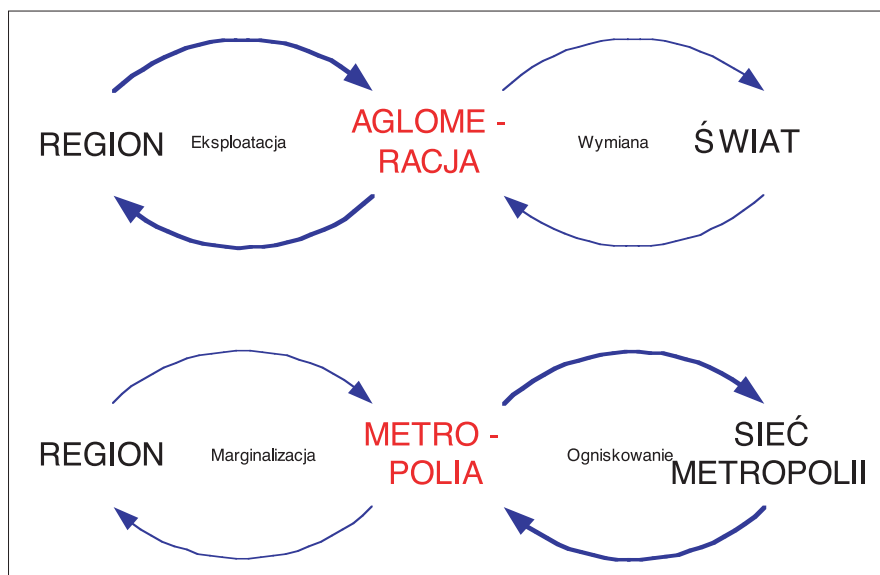 AGLOME -
REGION Eksploatacja Wymiana ŚWIAT
RACJA
METRO -
SIEĆ
REGION Marginalizacja Ogniskowanie
POLIA METROPOLII